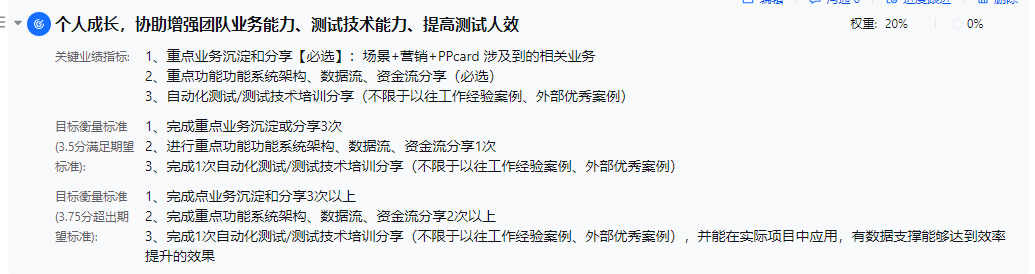 个人成长，协助增强团队业务能力、测试技术能力、提高测试人效
权重: 20%
0%
关键业绩指标:
1、重点业务沉淀和分享【必选】：场景+营销+PPcard 涉及到的相关业务
2、重点功能功能系统架构、数据流、资金流分享（必选）
3、自动化测试/测试技术培训分享（不限于以往工作经验案例、外部优秀案例）
目标衡量标准
(3.5分满足期望
标准):
1、完成重点业务沉淀或分享3次
2、进行重点功能功能系统架构、数据流、资金流分享1次
3、完成1次自动化测试/测试技术培训分享（不限于以往工作经验案例、外部优秀案例）
目标衡量标准
(3.75分超出期
望标准):
1、完成点业务沉淀和分享3次以上
2、完成重点功能系统架构、数据流、资金流分享2次以上
3、完成1次自动化测试/测试技术培训分享（不限于以往工作经验案例、外部优秀案例），并能在实际项目中应用，有数据支撑能够达到效率
提升的效果